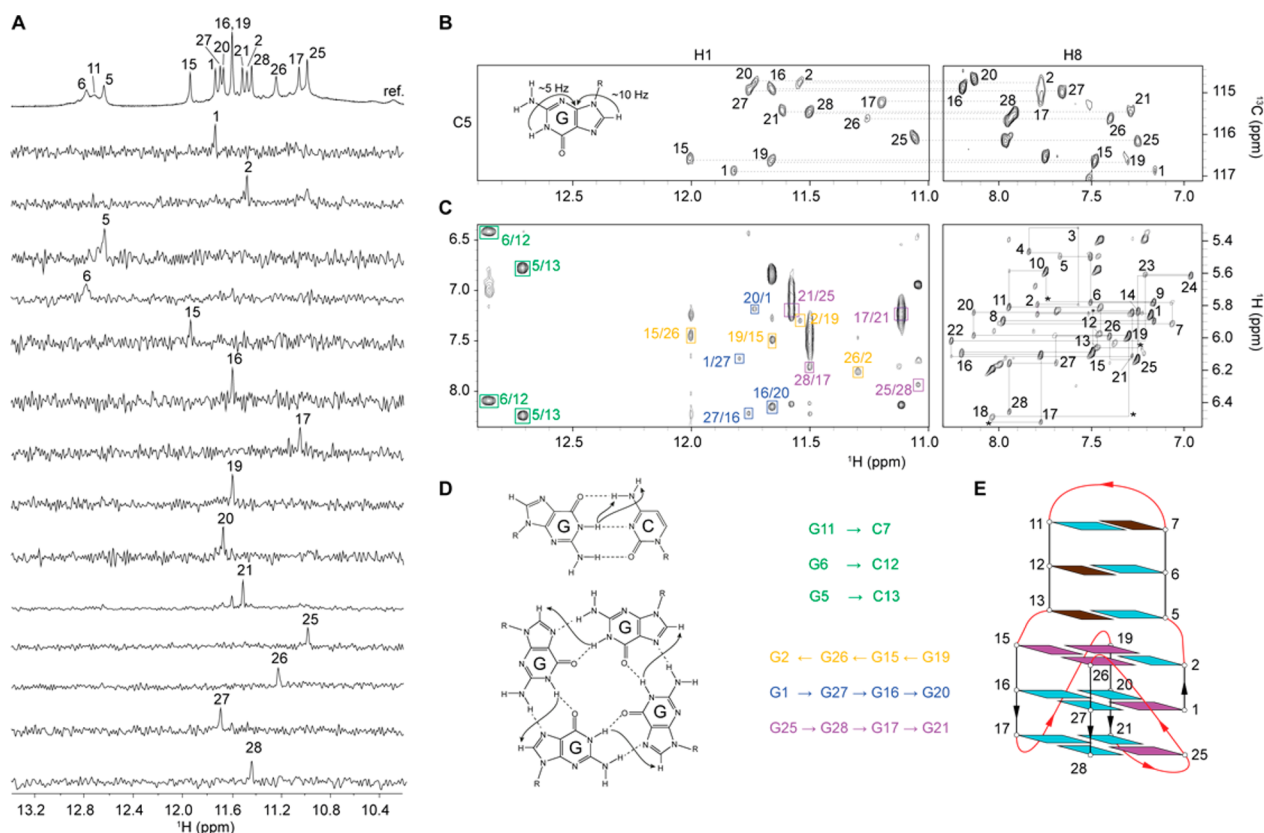 A
16,19
27 20 2
11 15 1 21 28 17 25
6 5 26
ref.
1
2
5
6
15
16
17
19
20
21
25
26
27
28
13.2 12.8 12.4 12.0 11.6 11.2 10.8 10.4
¹H (ppm)
B
H1 H8
C5
~5 Hz ~10 Hz
R
H
N
G
O
20 16 2
27 17
21 28 26
25
15 19
1
20 2
16 27
28 17 21
26
25
15 19
1
115
116
117
¹³C (ppm)
12.5 12.0 11.5 11.0 8.0 7.5 7.0
C
6/12
5/13
6.5
7.0
7.5
8.0
20/1 21/25
2/19 17/21
15/26 19/15
1/27 26/2
28/17
25/28
16/20
27/16
6/12
5/13
3
4 5
10 23
24
11 2 6 14 9
20 8 12 1
22 13 26 19 7
16 27 15 21 25
28
18 17
*
5.4
5.6
5.8
6.0
6.2
6.4
¹H (ppm)
12.5 12.0 11.5 11.0 8.0 7.5 7.0
¹H (ppm)
D
G C
G
G G
G
G11 → C7
G6 → C12
G5 → C13
G2 ← G26 ← G15 ← G19
G1 → G27 → G16 → G20
G25 → G28 → G17 → G21
E
11 7
12 6
13 5
15 19
2
26
16 20
1
27
17 21
25
28